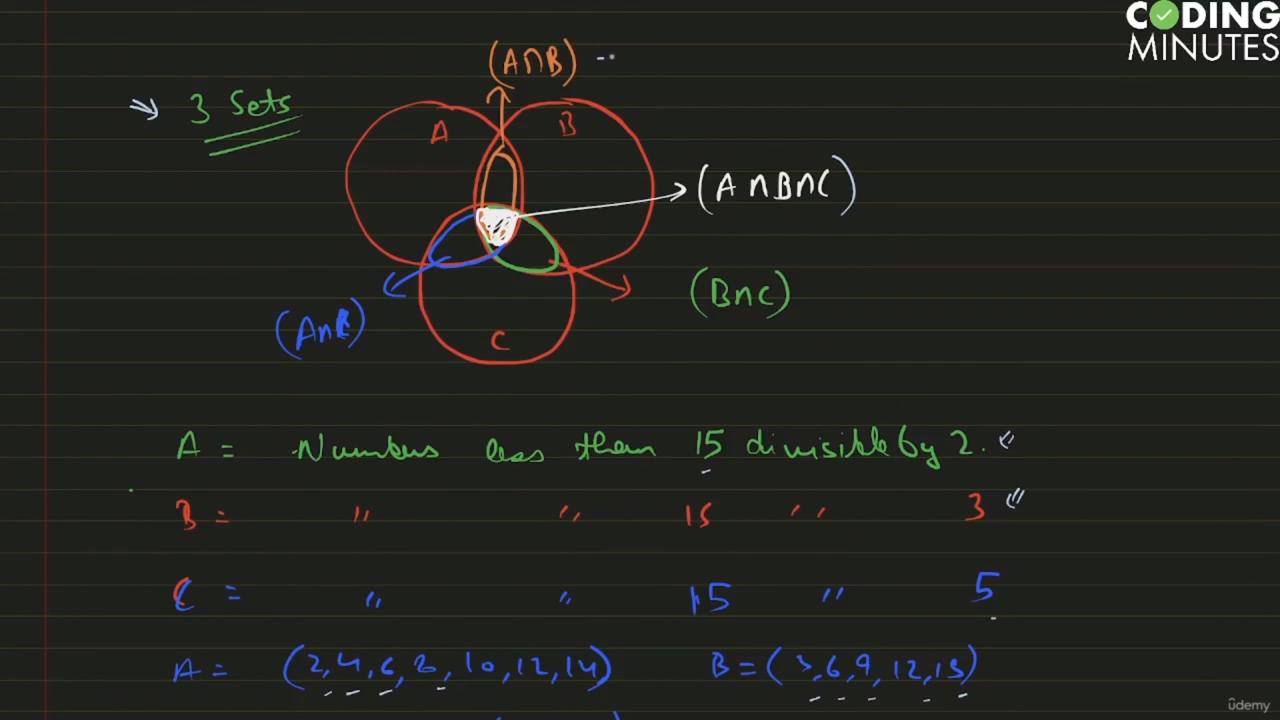 CODING
MINUTES
(A∩B)
3 Sets
A
B
(A∩B∩C)
(B∩C)
C
A = Numbers less than 15 divisible by 2.
B = " " 15 " 3
C = " " 15 " 5
A = (2,4,6,8,10,12,14) B = (3,6,9,12,15)
ûdemy